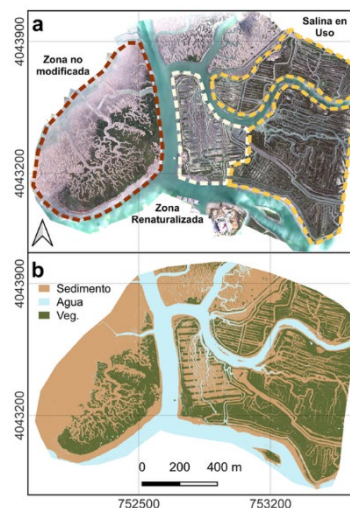 a
Zona no
modificada
Salina en
Uso
Zona
Renaturalizada
4043900
4043200
b
Sedimento
Agua
Veg.
4043900
4043200
0 200 400 m
752500 753200